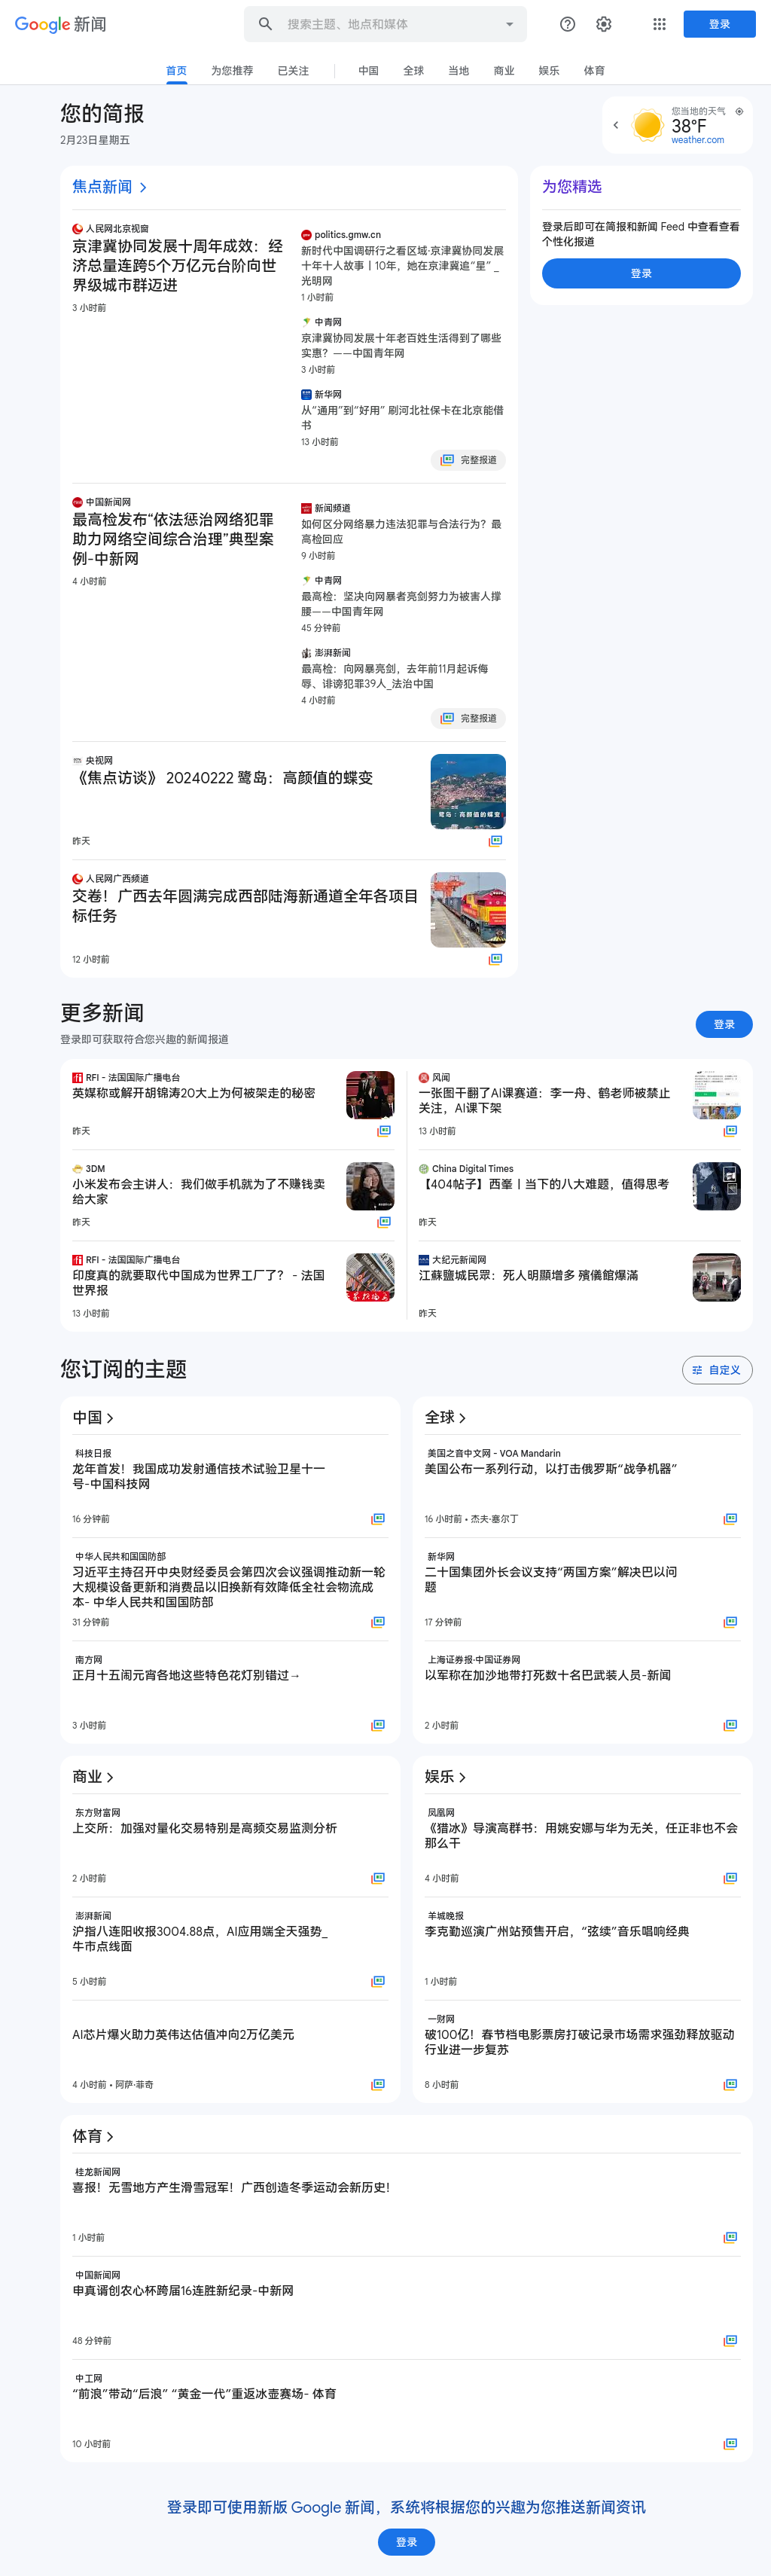 Google 新闻
搜索主题、地点和媒体
登录
首页
为您推荐
已关注
中国
全球
当地
商业
娱乐
体育
您的简报
2月23日星期五
您当地的天气
38°F
weather.com
焦点新闻
人民网北京视窗
京津冀协同发展十周年成效：经
济总量连跨5个万亿元台阶向世
界级城市群迈进
3 小时前
politics.gmw.cn
新时代中国调研行之看区域·京津冀协同发展
十年十人故事丨10年，她在京津冀追“星” _
光明网
1 小时前
中青网
京津冀协同发展十年老百姓生活得到了哪些
实惠？——中国青年网
3 小时前
新华网
从“通用”到“好用” 刷河北社保卡在北京能借
书
13 小时前
完整报道
中国新闻网
最高检发布“依法惩治网络犯罪
助力网络空间综合治理”典型案
例-中新网
4 小时前
新闻频道
如何区分网络暴力违法犯罪与合法行为？最
高检回应
9 小时前
中青网
最高检：坚决向网暴者亮剑努力为被害人撑
腰——中国青年网
45 分钟前
澎湃新闻
最高检：向网暴亮剑，去年前11月起诉侮
辱、诽谤犯罪39人_法治中国
4 小时前
完整报道
央视网
《焦点访谈》 20240222 鹭岛：高颜值的蝶变
鹭岛：高颜值的蝶变
昨天
人民网广西频道
交卷！广西去年圆满完成西部陆海新通道全年各项目
标任务
12 小时前
为您精选
登录后即可在简报和新闻 Feed 中查看查看
个性化报道
登录
更多新闻
登录即可获取符合您兴趣的新闻报道
登录
RFI - 法国国际广播电台
英媒称或解开胡锦涛20大上为何被架走的秘密
昨天
风闻
一张图干翻了AI课赛道：李一舟、鹤老师被禁止
关注，AI课下架
13 小时前
3DM
小米发布会主讲人：我们做手机就为了不赚钱卖
给大家
昨天
China Digital Times
【404帖子】西峯丨当下的八大难题，值得思考
昨天
RFI - 法国国际广播电台
印度真的就要取代中国成为世界工厂了？ - 法国
世界报
13 小时前
大纪元新闻网
江蘇鹽城民眾：死人明顯增多 殯儀館爆滿
昨天
您订阅的主题
自定义
中国
科技日报
龙年首发！我国成功发射通信技术试验卫星十一
号-中国科技网
16 分钟前
中华人民共和国国防部
习近平主持召开中央财经委员会第四次会议强调推动新一轮
大规模设备更新和消费品以旧换新有效降低全社会物流成
本- 中华人民共和国国防部
31 分钟前
南方网
正月十五闹元宵各地这些特色花灯别错过→
3 小时前
全球
美国之音中文网 - VOA Mandarin
美国公布一系列行动，以打击俄罗斯“战争机器”
16 小时前 • 杰夫·塞尔丁
新华网
二十国集团外长会议支持“两国方案”解决巴以问
题
17 分钟前
上海证券报·中国证券网
以军称在加沙地带打死数十名巴武装人员-新闻
2 小时前
商业
东方财富网
上交所：加强对量化交易特别是高频交易监测分析
2 小时前
澎湃新闻
沪指八连阳收报3004.88点，AI应用端全天强势_
牛市点线面
5 小时前
AI芯片爆火助力英伟达估值冲向2万亿美元
4 小时前 • 阿萨·菲奇
娱乐
凤凰网
《猎冰》导演高群书：用姚安娜与华为无关，任正非也不会
那么干
4 小时前
羊城晚报
李克勤巡演广州站预售开启，“弦续”音乐唱响经典
1 小时前
一财网
破100亿！春节档电影票房打破记录市场需求强劲释放驱动
行业进一步复苏
8 小时前
体育
桂龙新闻网
喜报！无雪地方产生滑雪冠军！广西创造冬季运动会新历史！
1 小时前
中国新闻网
申真谞创农心杯跨届16连胜新纪录-中新网
48 分钟前
中工网
“前浪”带动“后浪” “黄金一代”重返冰壶赛场- 体育
10 小时前
登录即可使用新版 Google 新闻，系统将根据您的兴趣为您推送新闻资讯
登录